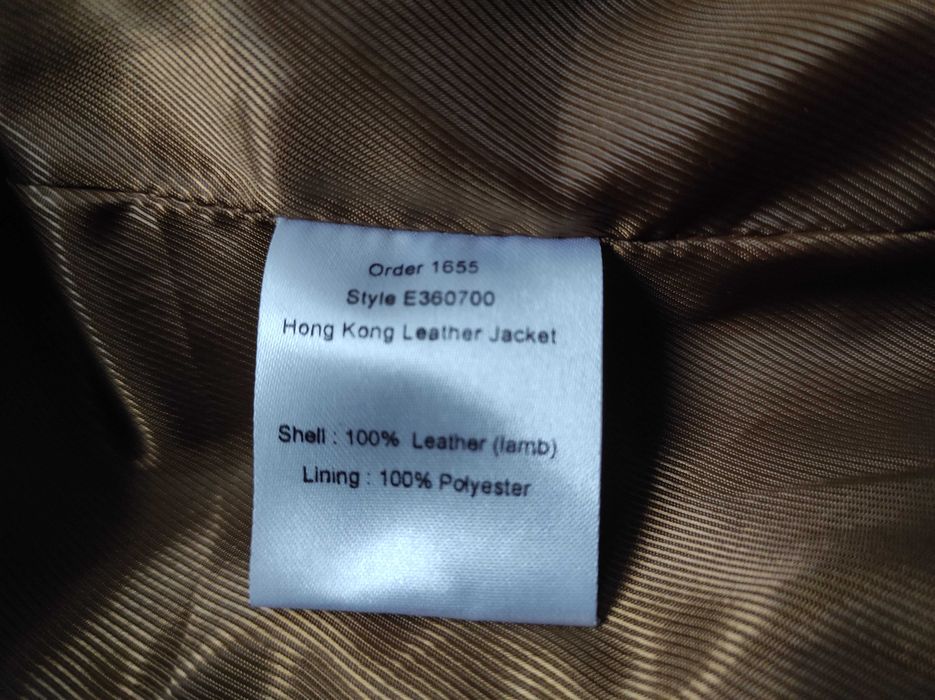 Order 1655
Style E360700
Hong Kong Leather Jacket
Shell : 100% Leather (lamb)
Lining : 100% Polyester